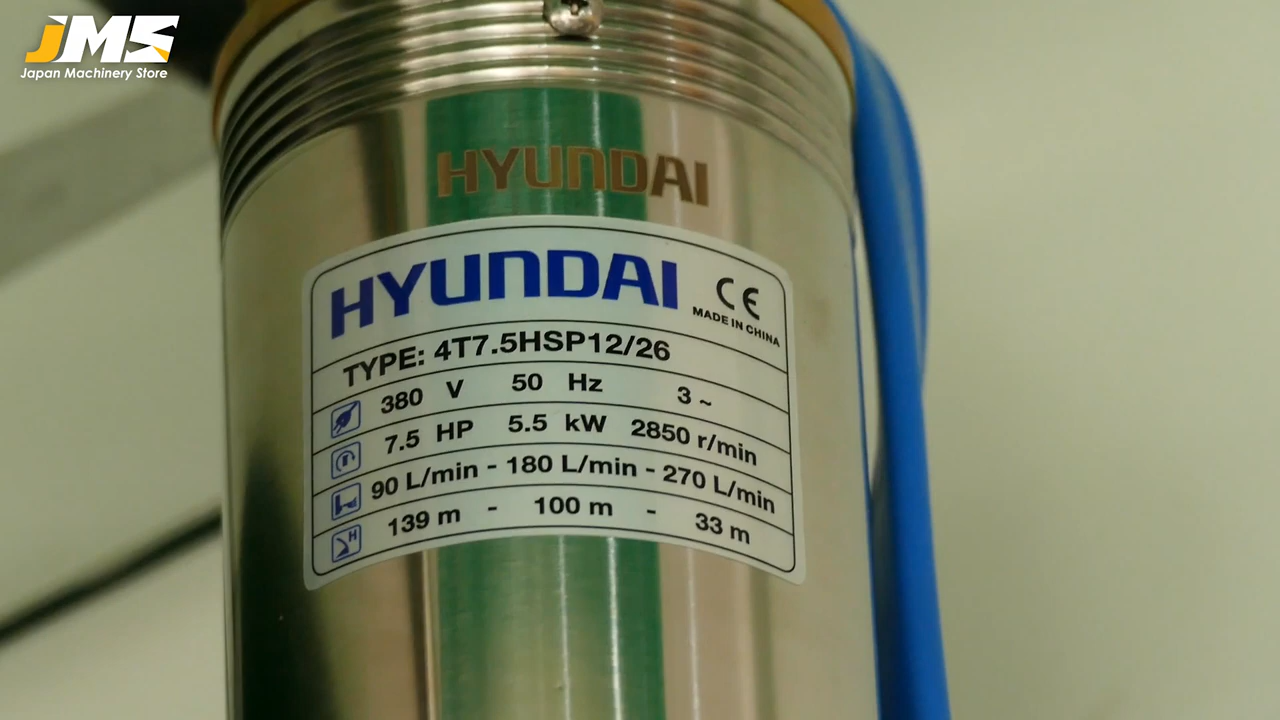 JMS
Japan Machinery Store
HYUNDAI
HYUNDAI CE
MADE IN CHINA
TYPE: 4T7.5HSP12/26
380 V 50 Hz 3 ~
7.5 HP 5.5 kW 2850 r/min
90 L/min - 180 L/min - 270 L/min
H 139 m - 100 m - 33 m